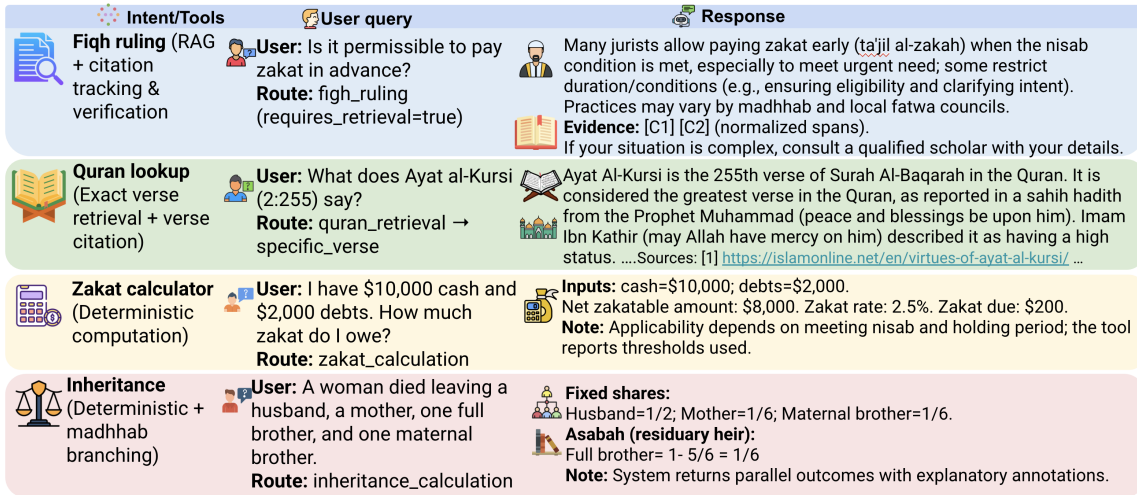 Intent/Tools
User query
Response
Fiqh ruling (RAG
+ citation
tracking &
verification
User: Is it permissible to pay
zakat in advance?
Route: figh_ruling
(requires_retrieval=true)
Many jurists allow paying zakat early (ta'jil al-zakah) when the nisab
condition is met, especially to meet urgent need; some restrict
duration/conditions (e.g., ensuring eligibility and clarifying intent).
Practices may vary by madhhab and local fatwa councils.
Evidence: [C1] [C2] (normalized spans).
If your situation is complex, consult a qualified scholar with your details.
Quran lookup
(Exact verse
retrieval + verse
citation)
User: What does Ayat al-Kursi
(2:255) say?
Route: quran_retrieval →
specific_verse
Ayat Al-Kursi is the 255th verse of Surah Al-Baqarah in the Quran. It is
considered the greatest verse in the Quran, as reported in a sahih hadith
from the Prophet Muhammad (peace and blessings be upon him). Imam
Ibn Kathir (may Allah have mercy on him) described it as having a high
status. ....Sources: [1] https://islamonline.net/en/virtues-of-ayat-al-kursi/ ...
Zakat calculator
(Deterministic
computation)
User: I have $10,000 cash and
$2,000 debts. How much
zakat do I owe?
Route: zakat_calculation
Inputs: cash=$10,000; debts=$2,000.
Net zakatable amount: $8,000. Zakat rate: 2.5%. Zakat due: $200.
Note: Applicability depends on meeting nisab and holding period; the tool
reports thresholds used.
Inheritance
(Deterministic +
madhhab
branching)
User: A woman died leaving a
husband, a mother, one full
brother, and one maternal
brother.
Route: inheritance_calculation
Fixed shares:
Husband=1/2; Mother=1/6; Maternal brother=1/6.
Asabah (residuary heir):
Full brother= 1- 5/6 = 1/6
Note: System returns parallel outcomes with explanatory annotations.